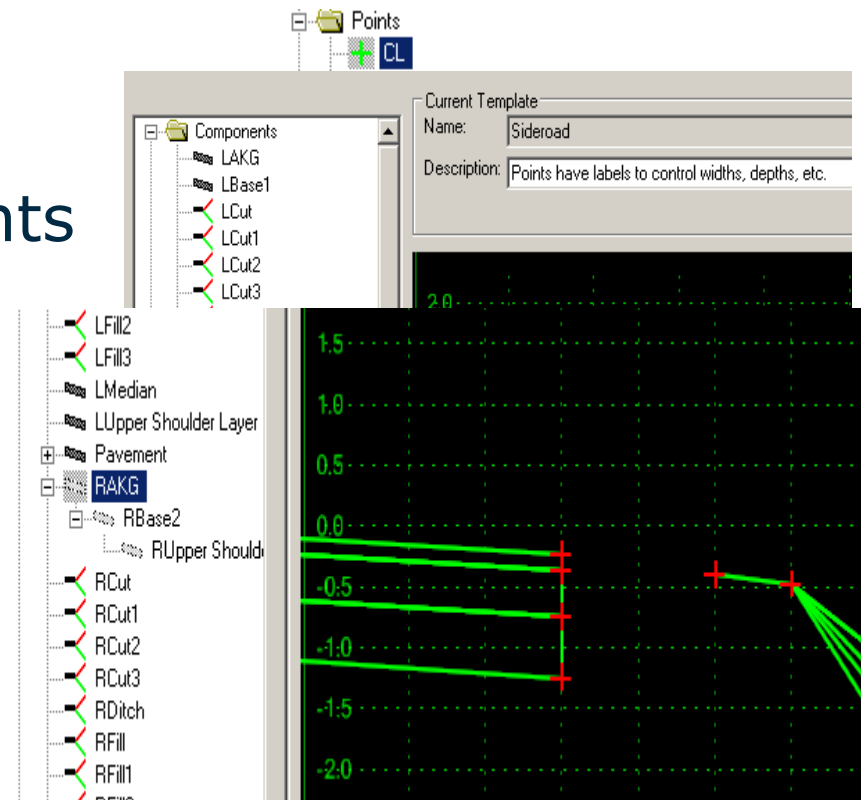 Points
CL
nts
Current Template
Name: Sideroad
Description: Points have labels to control widths, depths, etc.
Components
LAKG
LBase1
LCut
LCut1
LCut2
LCut3
2.0
LFill2
LFill3
LMedian
LUpper Shoulder Layer
Pavement
RAKG
RBase2
RUpper Should
RCut
RCut1
RCut2
RCut3
RDitch
RFill
RFill1
1.5
1.0
0.5
0.0
-0.5
-1.0
-1.5
-2.0